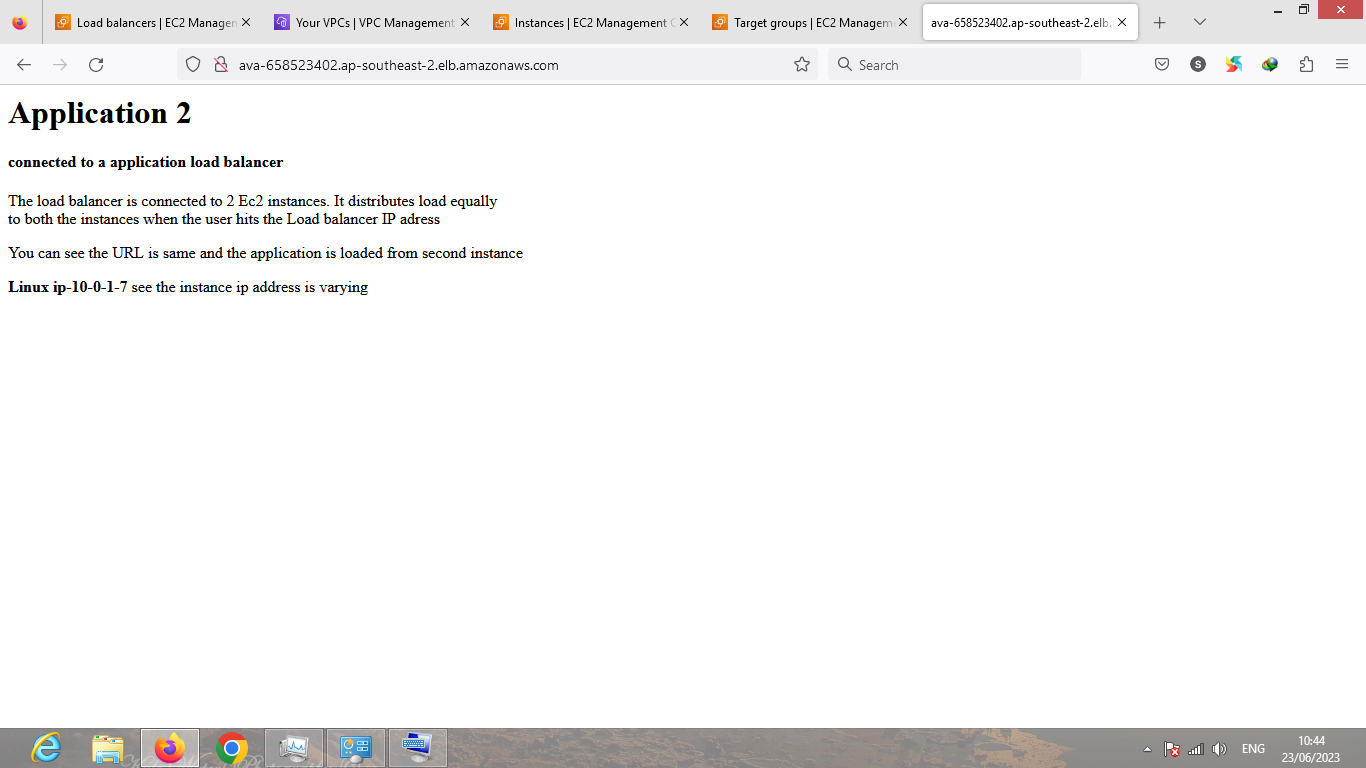 Load balancers | EC2 Managen
Your VPCs | VPC Management
Instances | EC2 Management C
Target groups | EC2 Manageme
ava-658523402.ap-southeast-2.elb.
ava-658523402.ap-southeast-2.elb.amazonaws.com
Search
S
Application 2
connected to a application load balancer
The load balancer is connected to 2 Ec2 instances. It distributes load equally
to both the instances when the user hits the Load balancer IP adress
You can see the URL is same and the application is loaded from second instance
Linux ip-10-0-1-7 see the instance ip address is varying
ENG
10:44
23/06/2023